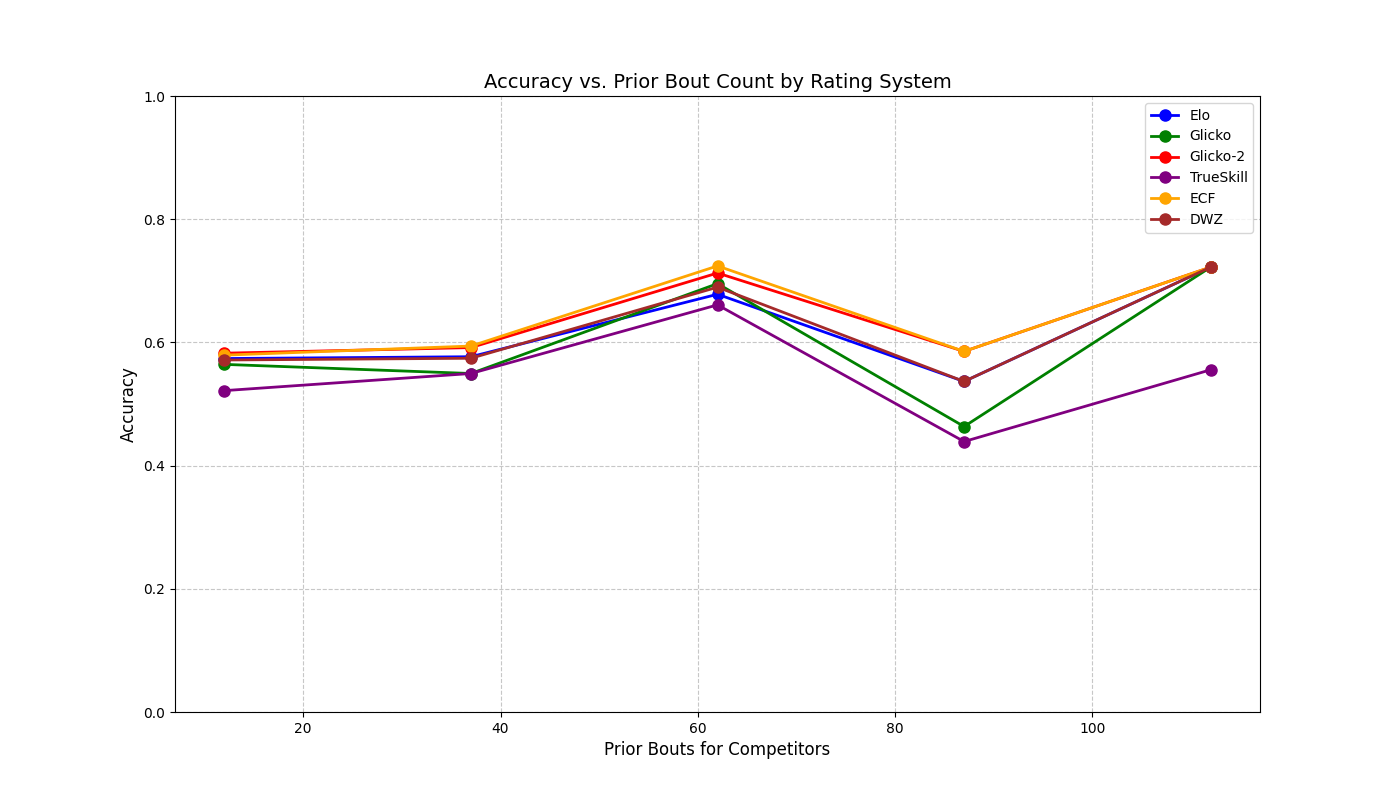 Accuracy vs. Prior Bout Count by Rating System
1.0
0.8
0.6
0.4
0.2
0.0
Accuracy
Elo
Glicko
Glicko-2
TrueSkill
ECF
DWZ
20 40 60 80 100
Prior Bouts for Competitors